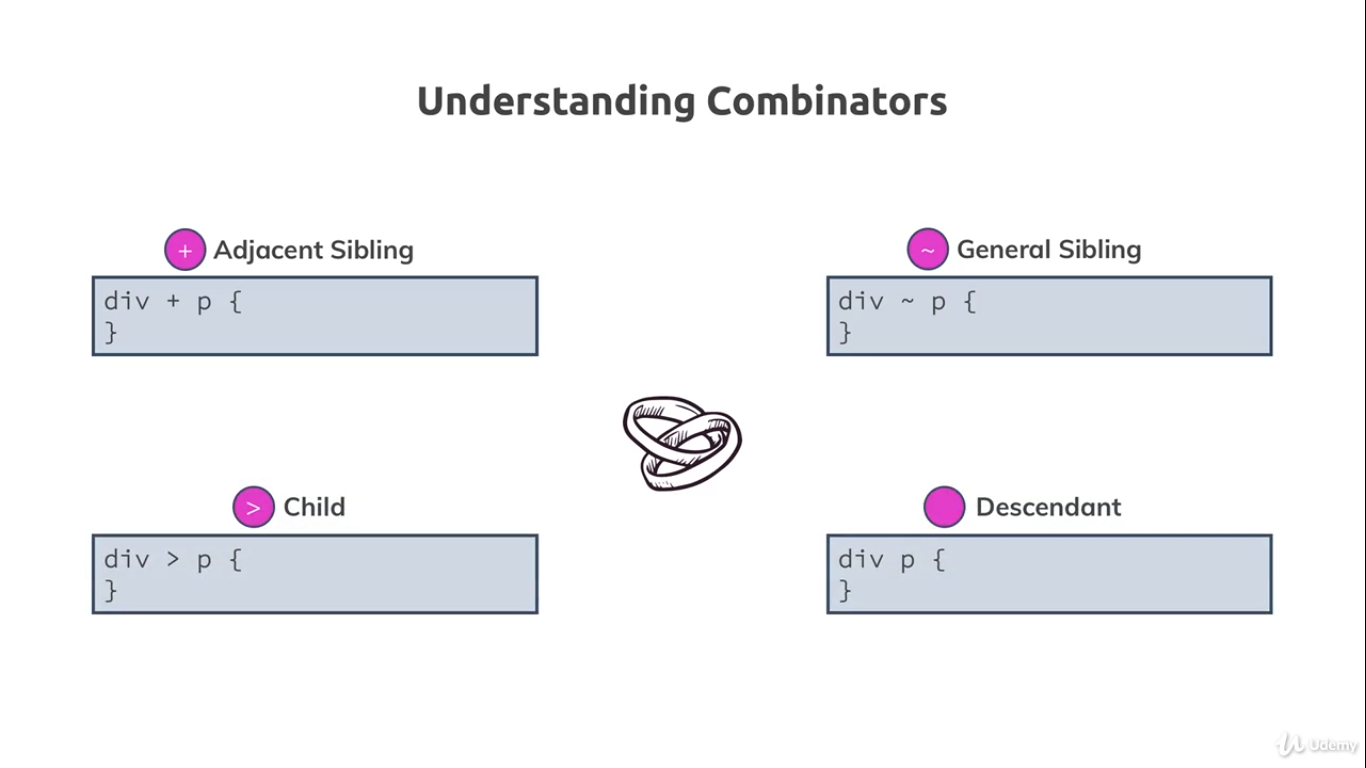 Understanding Combinators
+ Adjacent Sibling
div + p {
}
~ General Sibling
div ~ p {
}
> Child
div > p {
}
Descendant
div p {
}
Udemy